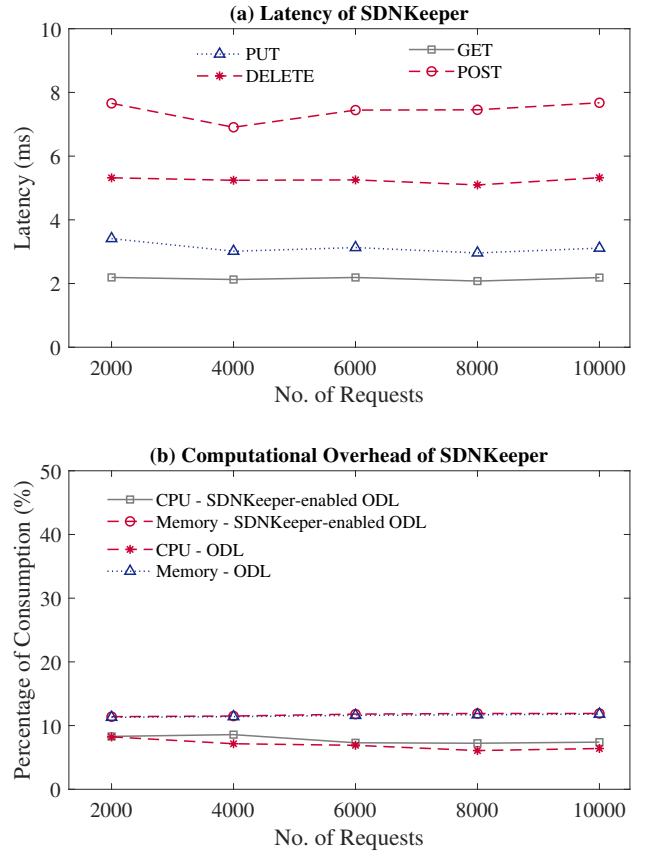 (a) Latency of SDNKeeper
PUT
GET
DELETE
POST
Latency (ms)
10
8
6
4
2
0
2000 4000 6000 8000 10000
No. of Requests
(b) Computational Overhead of SDNKeeper
CPU - SDNKeeper-enabled ODL
Memory - SDNKeeper-enabled ODL
CPU - ODL
Memory - ODL
Percentage of Consumption (%)
50
40
30
20
10
0
2000 4000 6000 8000 10000
No. of Requests